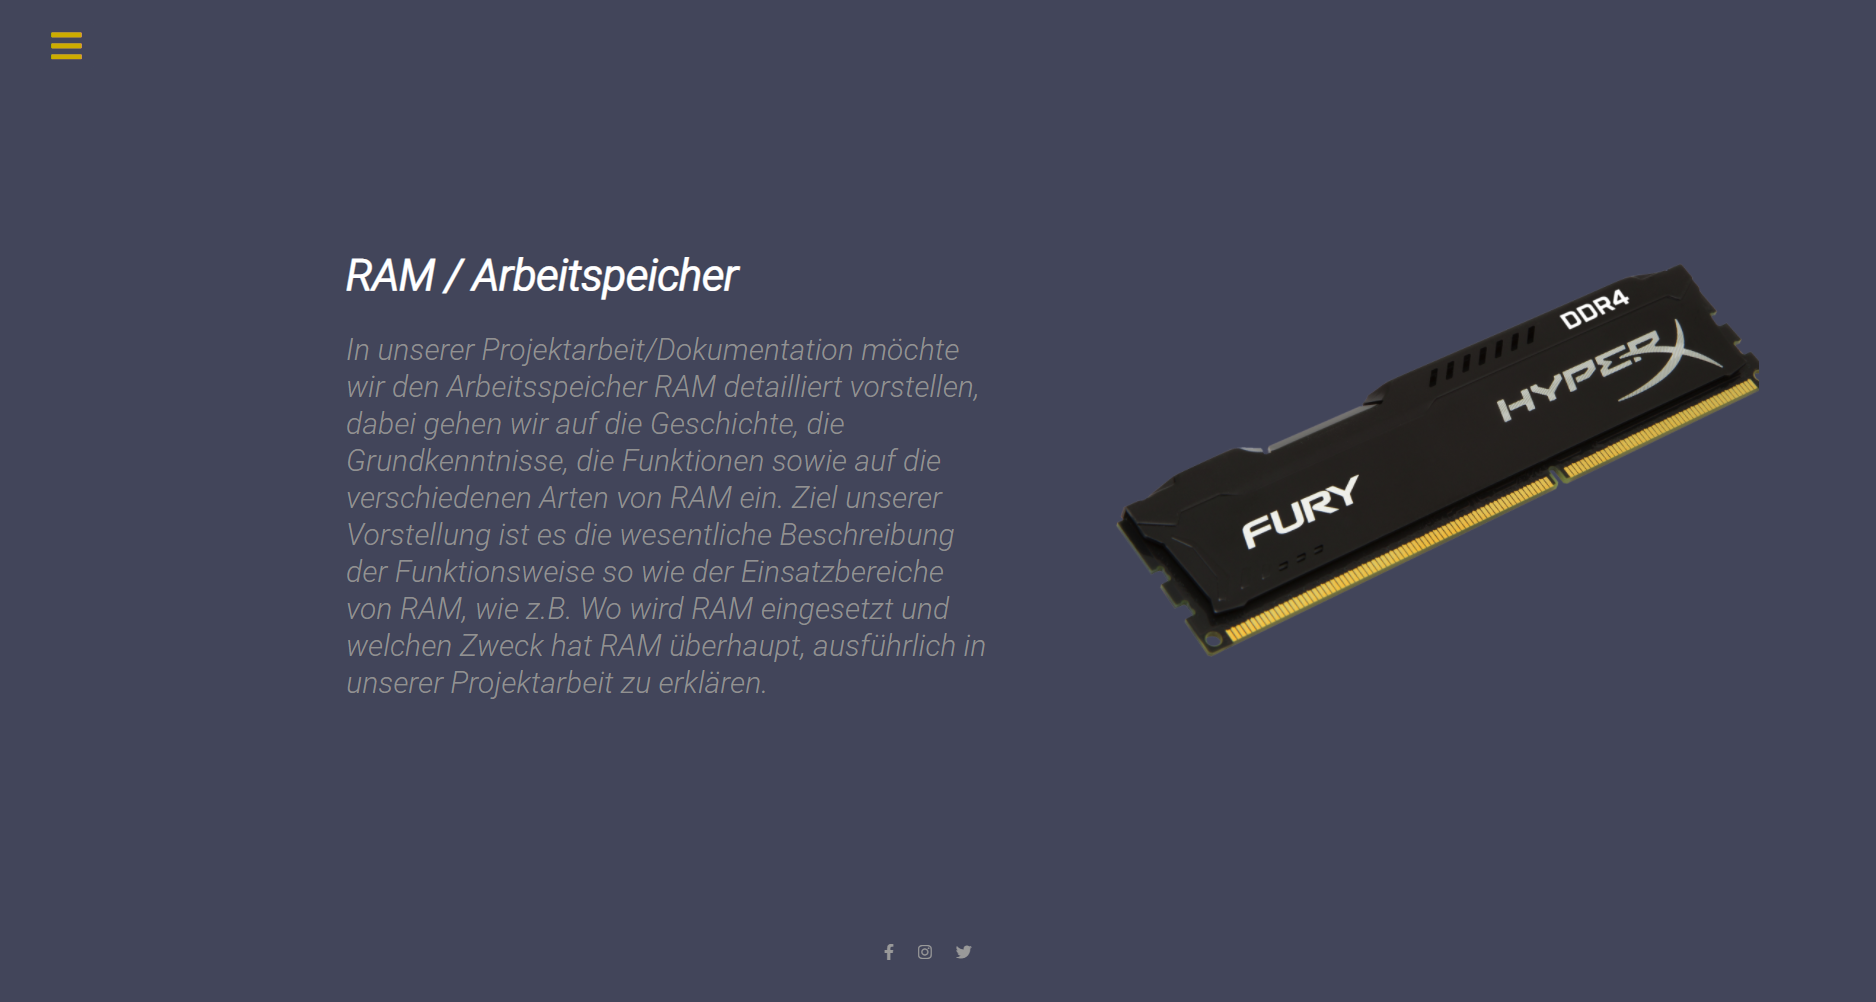 RAM / Arbeitspeicher
In unserer Projektarbeit/Dokumentation möchte
wir den Arbeitsspeicher RAM detailliert vorstellen,
dabei gehen wir auf die Geschichte, die
Grundkenntnisse, die Funktionen sowie auf die
verschiedenen Arten von RAM ein. Ziel unserer
Vorstellung ist es die wesentliche Beschreibung
der Funktionsweise so wie der Einsatzbereiche
von RAM, wie z.B. Wo wird RAM eingesetzt und
welchen Zweck hat RAM überhaupt, ausführlich in
unserer Projektarbeit zu erklären.
DDR4
HYPERX
FURY